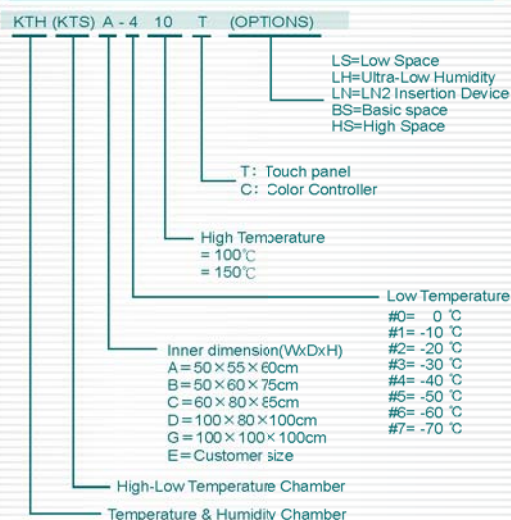 KTH (KTS) A - 4 10 T (OPTIONS)
LS=Low Space
LH=Ultra-Low Humidity
LN=LN2 Insertion Device
BS=Basic space
HS=High Space
T: Touch panel
C: Color Controller
High Temperature
= 100℃
= 150℃
Low Temperature
#0= 0 ℃
#1= -10 ℃
#2= -20 ℃
#3= -30 ℃
#4= -40 ℃
#5= -50 ℃
#6= -60 ℃
#7= -70 ℃
Inner dimension(WxDxH)
A=50×55×60cm
B=50×60×75cm
C=60×80×85cm
D=100×80×100cm
G=100×100×100cm
E=Customer size
High-Low Temperature Chamber
Temperature & Humidity Chamber